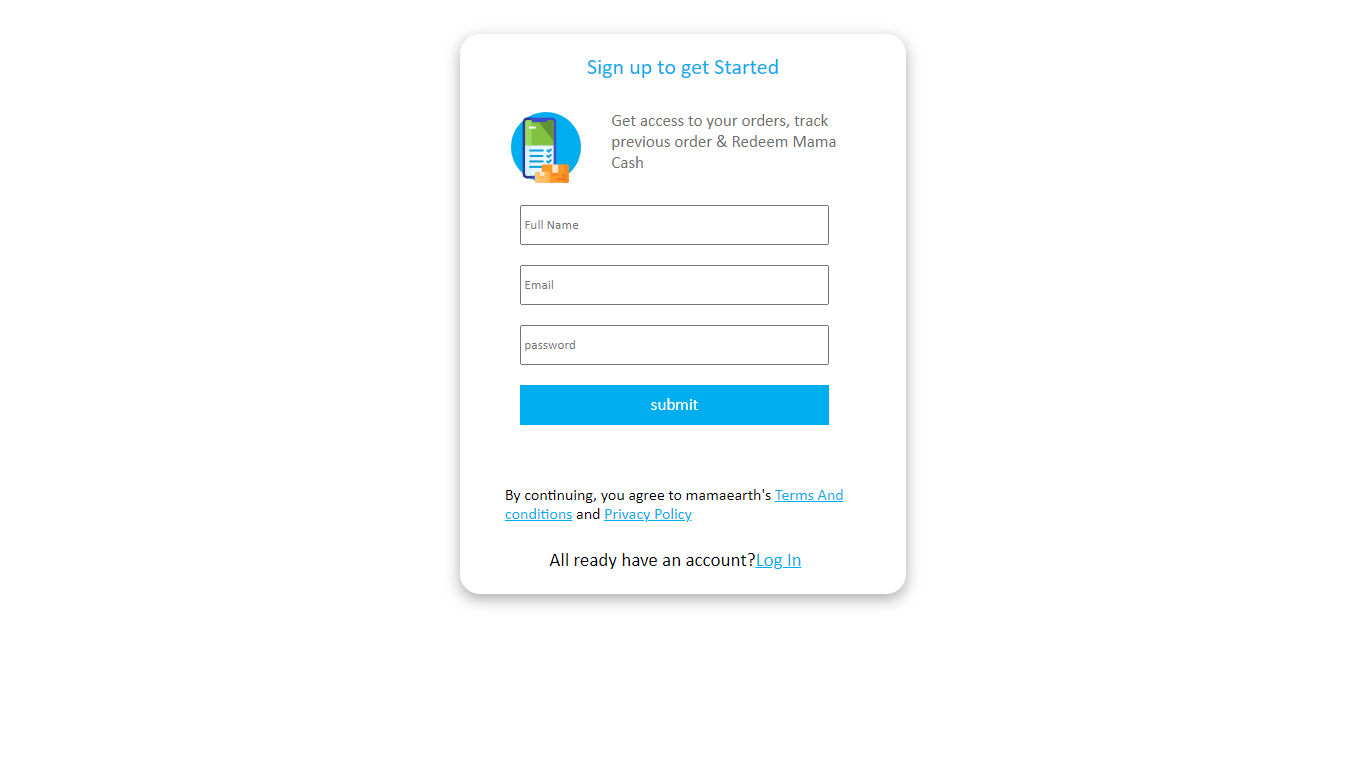 Sign up to get Started
Get access to your orders, track
previous order & Redeem Mama
Cash
Full Name
Email
password
submit
By continuing, you agree to mamaearth's Terms And
conditions and Privacy Policy
All ready have an account?Log In